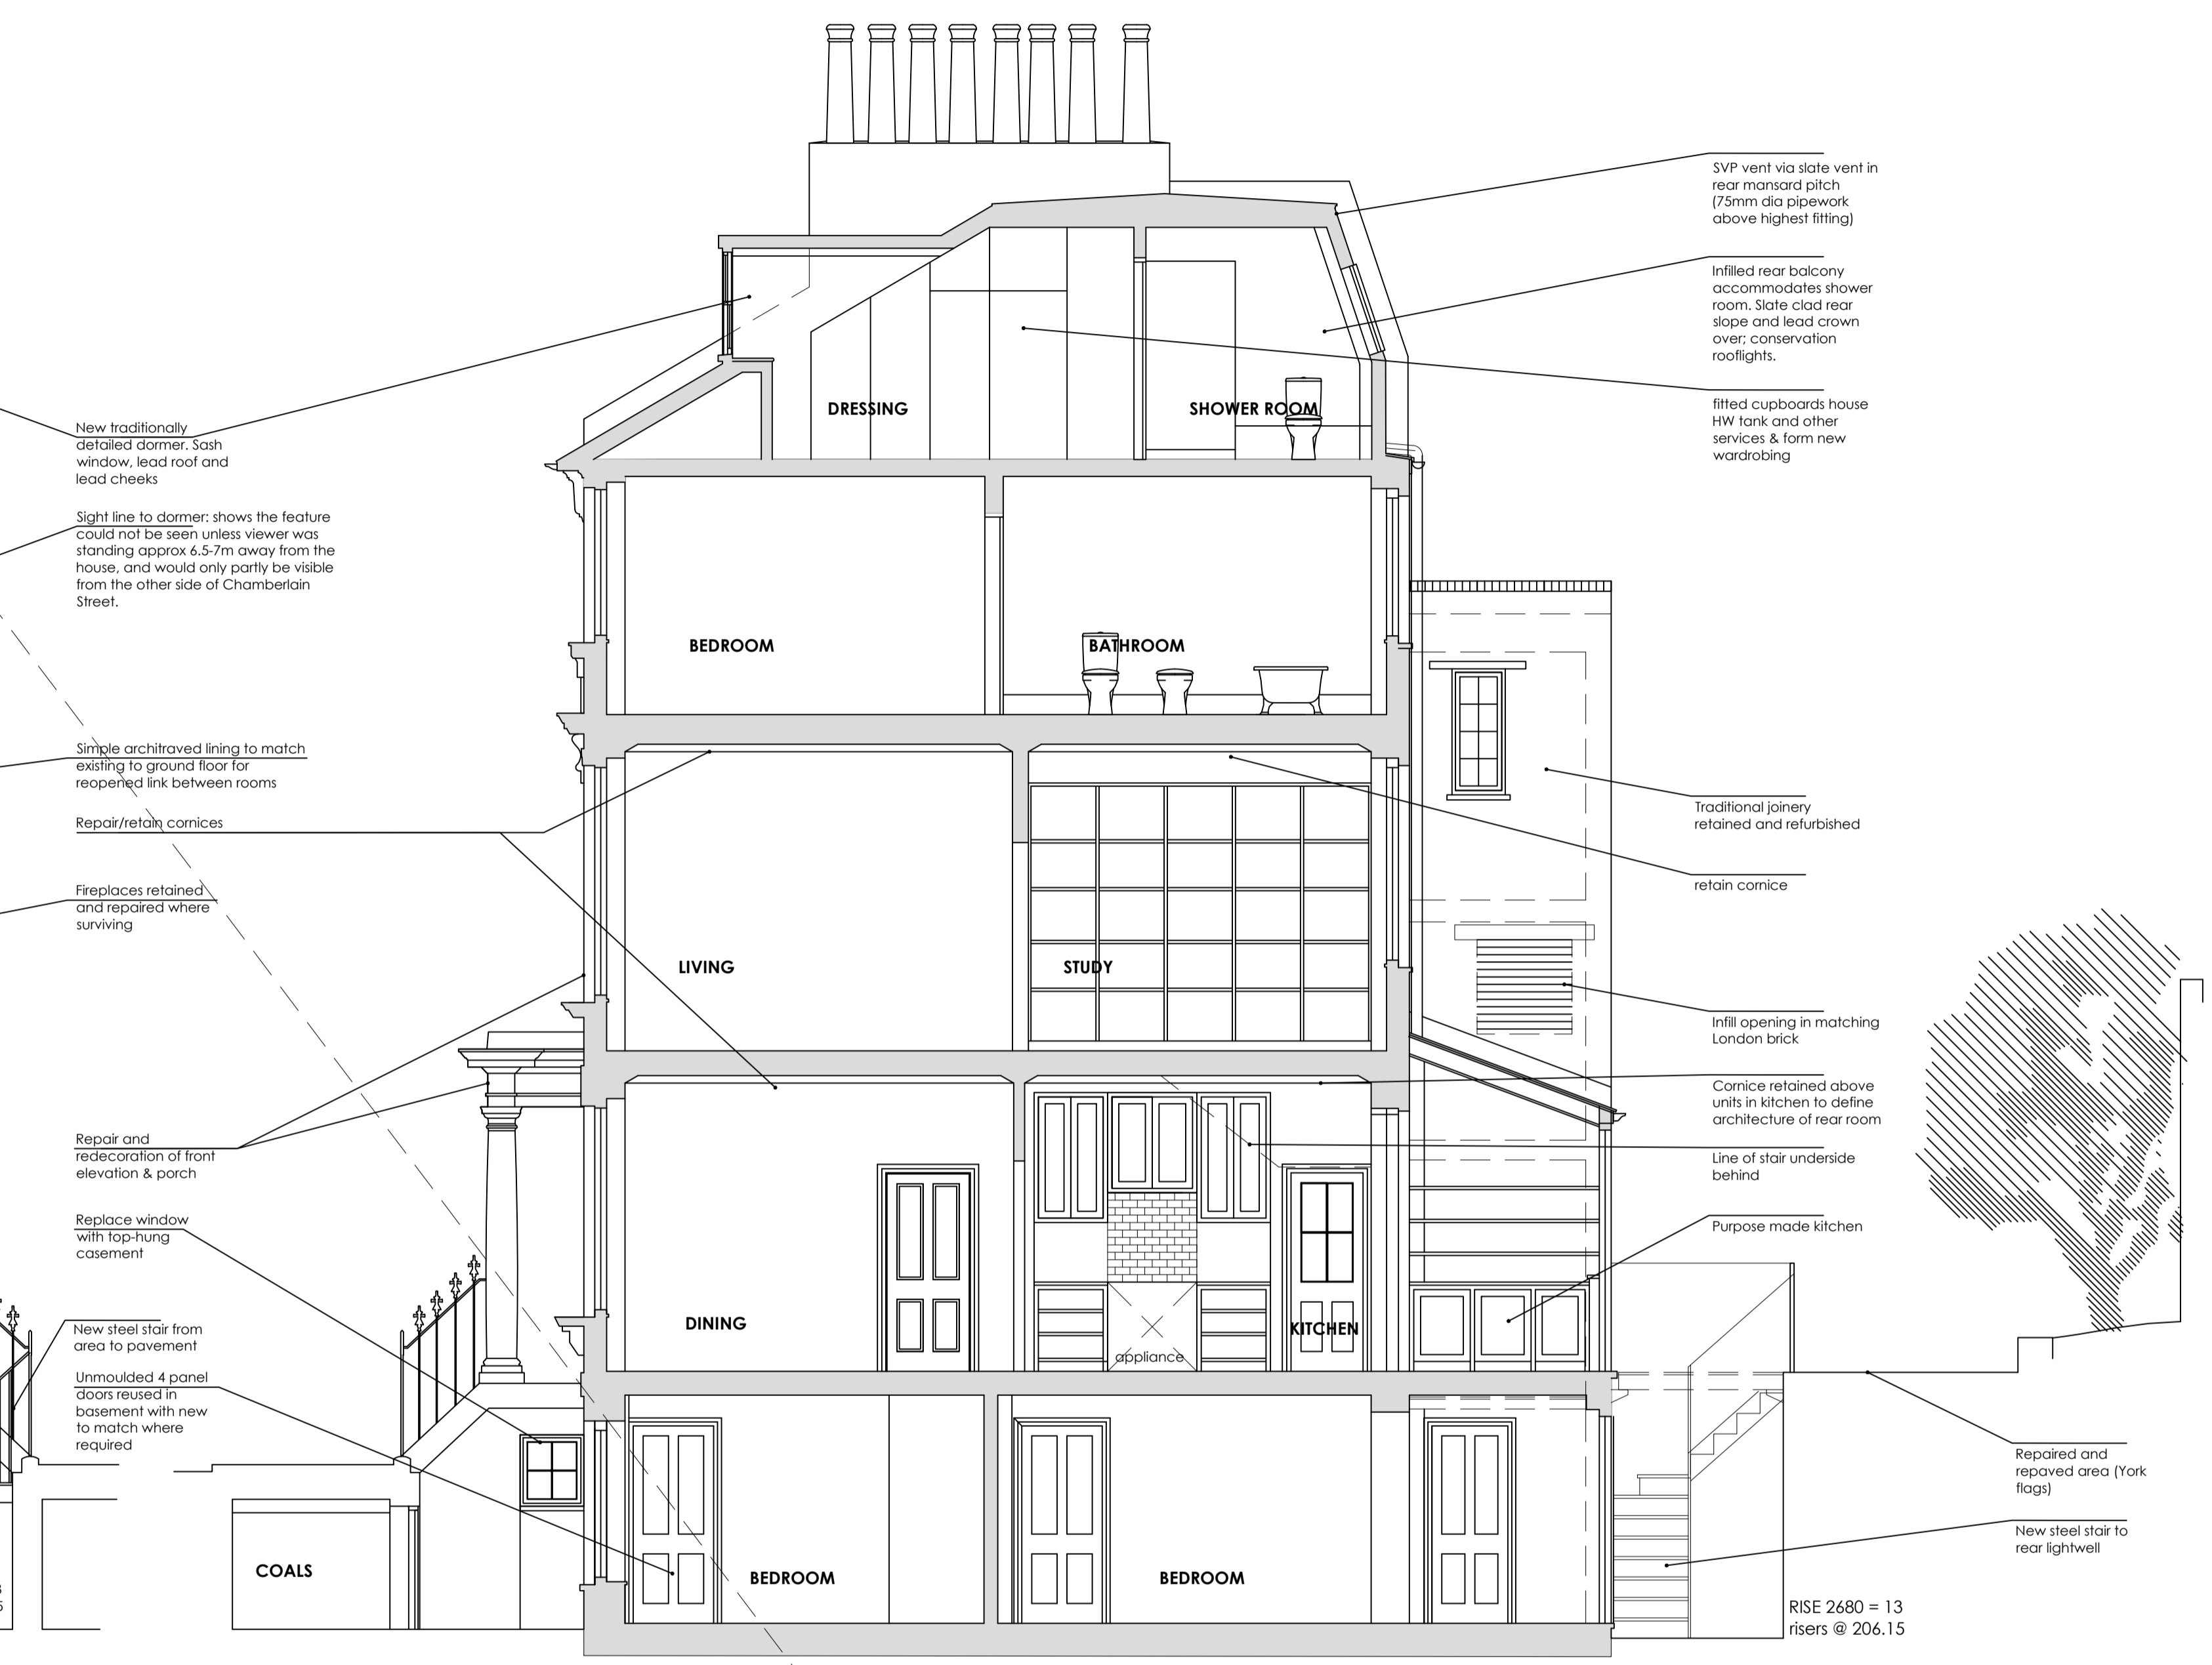 SVP vent via slate vent in
rear mansard pitch
(75mm dia pipework
above highest fitting)
Infilled rear balcony
accommodates shower
room. Slate clad rear
slope and lead crown
over; conservation
rooflights.
fitted cupboards house
HW tank and other
services & form new
wardrobing
New traditionally
detailed dormer. Sash
window, lead roof and
lead cheeks
DRESSING
SHOWER ROOM
Sight line to dormer: shows the feature
could not be seen unless viewer was
standing approx 6.5-7m away from the
house, and would only partly be visible
from the other side of Chamberlain
Street.
BEDROOM
BATHROOM
Simple architraved lining to match
existing to ground floor for
reopened link between rooms
Repair/retain cornices
Traditional joinery
retained and refurbished
retain cornice
Fireplaces retained
and repaired where
surviving
LIVING
STUDY
Infill opening in matching
London brick
Cornice retained above
units in kitchen to define
architecture of rear room
Repair and
redecoration of front
elevation & porch
Line of stair underside
behind
Replace window
with top-hung
casement
Purpose made kitchen
New steel stair from
area to pavement
DINING
KITCHEN
appliance
Unmoulded 4 panel
doors reused in
basement with new
to match where
required
Repaired and
repaved area (York
flags)
New steel stair to
rear lightwell
COALS
BEDROOM
BEDROOM
RISE 2680 = 13
risers @ 206.15